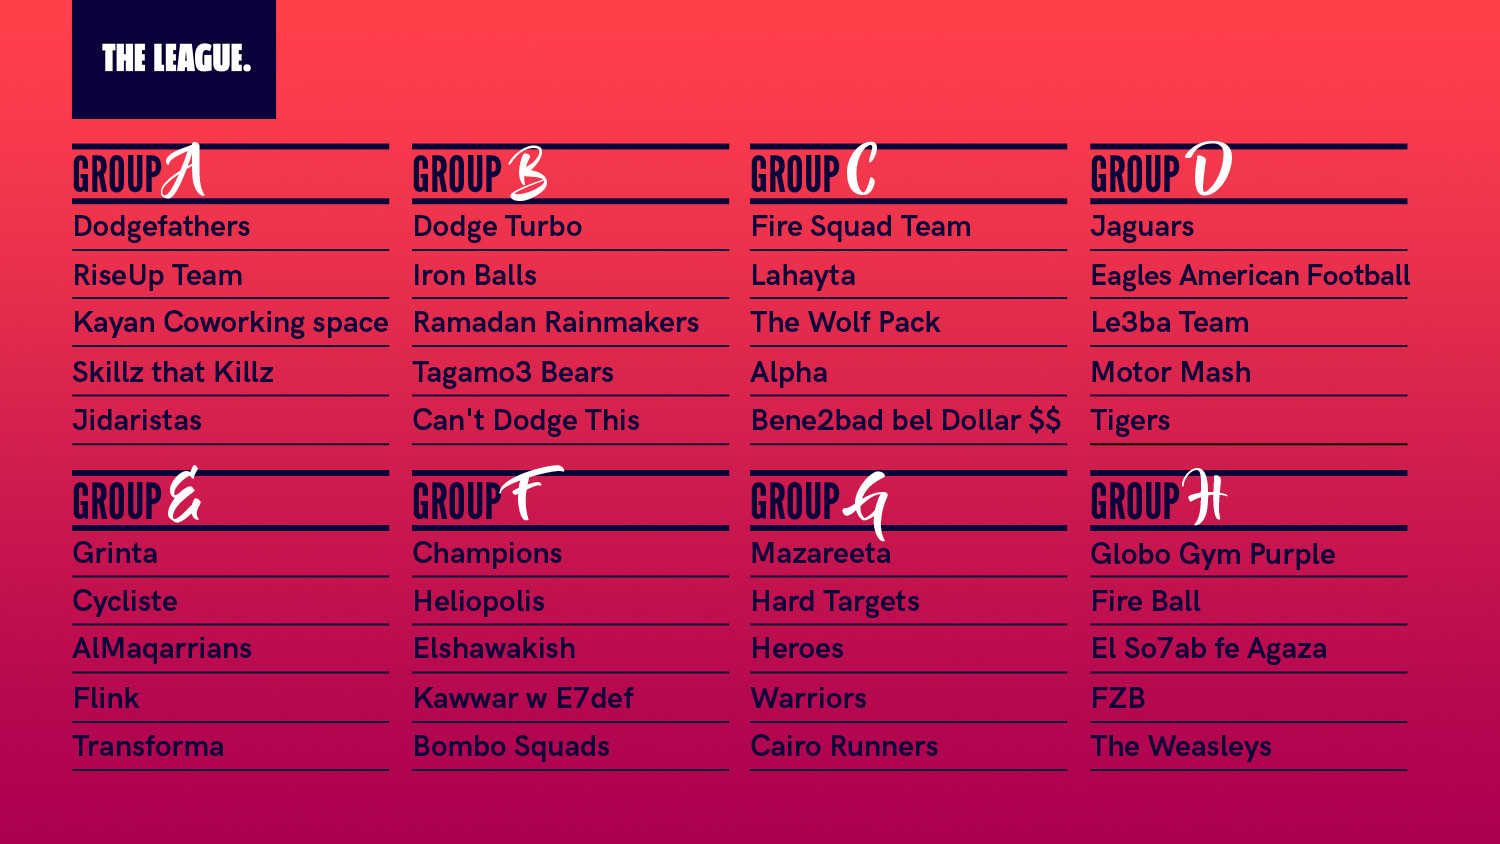 THE LEAGUE.
GROUP A
Dodgefathers
RiseUp Team
Kayan Coworking space
Skillz that Killz
Jidaristas
GROUP B
Dodge Turbo
Iron Balls
Ramadan Rainmakers
Tagamo3 Bears
Can't Dodge This
GROUP C
Fire Squad Team
Lahayta
The Wolf Pack
Alpha
Bene2bad bel Dollar $$
GROUP D
Jaguars
Eagles American Football
Le3ba Team
Motor Mash
Tigers
GROUP E
Grinta
Cycliste
AlMaqarrians
Flink
Transforma
GROUP F
Champions
Heliopolis
Elshawakish
Kawwar w E7def
Bombo Squads
GROUP G
Mazareeta
Hard Targets
Heroes
Warriors
Cairo Runners
GROUP H
Globo Gym Purple
Fire Ball
El So7ab fe Agaza
FZB
The Weasleys